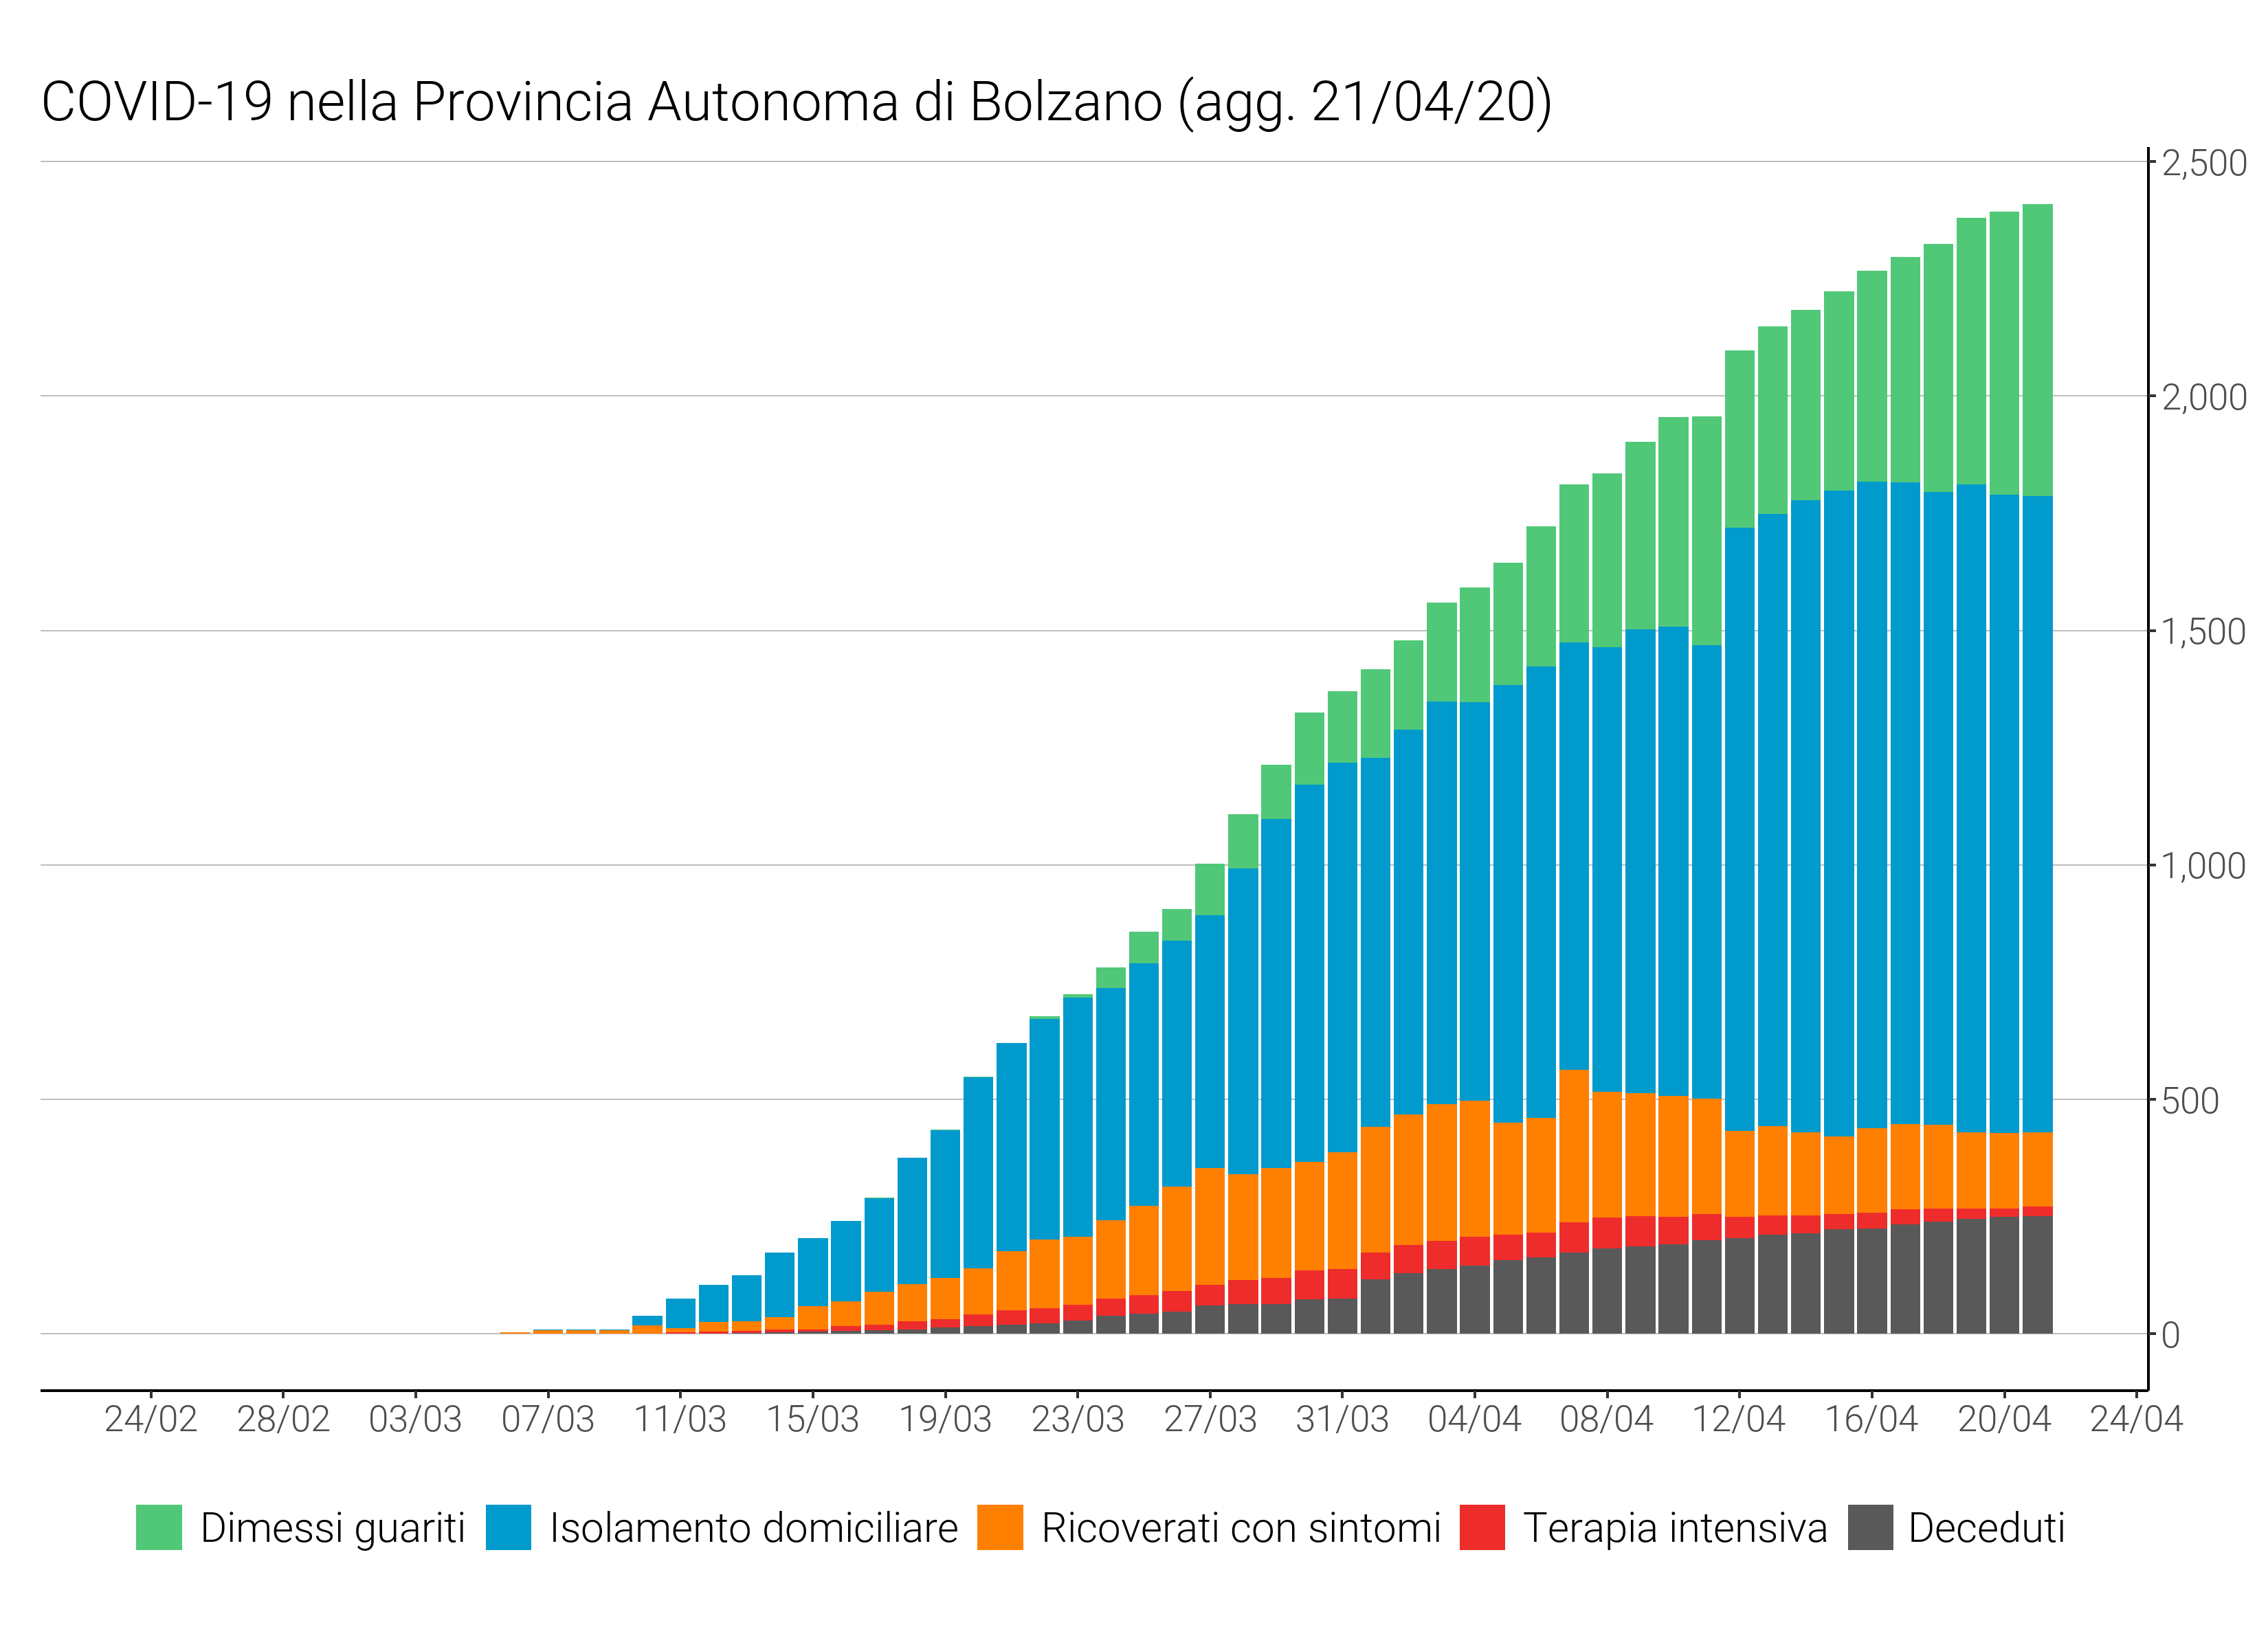 COVID-19 nella Provincia Autonoma di Bolzano (agg. 21/04/20)
2,500
2,000
1,500
1,000
500
0
24/02 28/02 03/03 07/03 11/03 15/03 19/03 23/03 27/03 31/03 04/04 08/04 12/04 16/04 20/04 24/04
Dimessi guariti Isolamento domiciliare Ricoverati con sintomi Terapia intensiva Deceduti